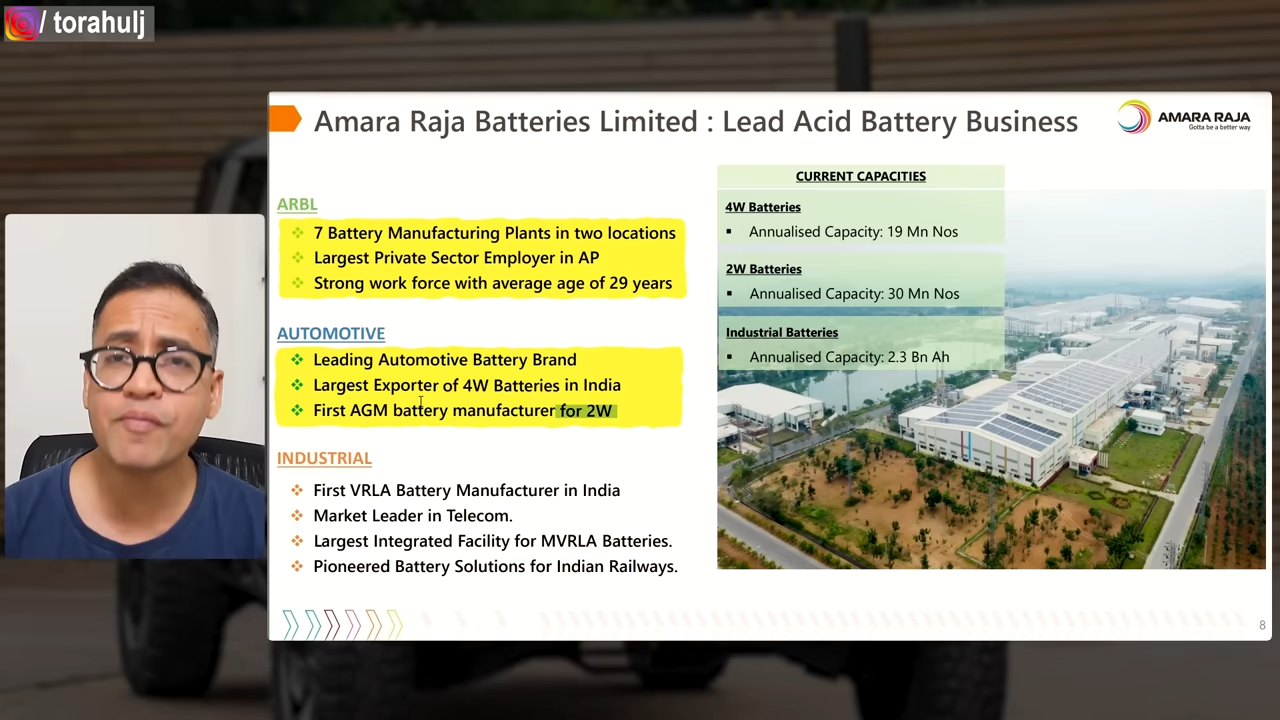 / torahulj
Amara Raja Batteries Limited : Lead Acid Battery Business
AMARA RAJA
Gotta be a better way
ARBL
❖ 7 Battery Manufacturing Plants in two locations
❖ Largest Private Sector Employer in AP
❖ Strong work force with average age of 29 years
AUTOMOTIVE
❖ Leading Automotive Battery Brand
❖ Largest Exporter of 4W Batteries in India
❖ First AGM battery manufacturer for 2W
INDUSTRIAL
❖ First VRLA Battery Manufacturer in India
❖ Market Leader in Telecom.
❖ Largest Integrated Facility for MVRLA Batteries.
❖ Pioneered Battery Solutions for Indian Railways.
CURRENT CAPACITIES
4W Batteries
▪ Annualised Capacity: 19 Mn Nos
2W Batteries
▪ Annualised Capacity: 30 Mn Nos
Industrial Batteries
▪ Annualised Capacity: 2.3 Bn Ah
8